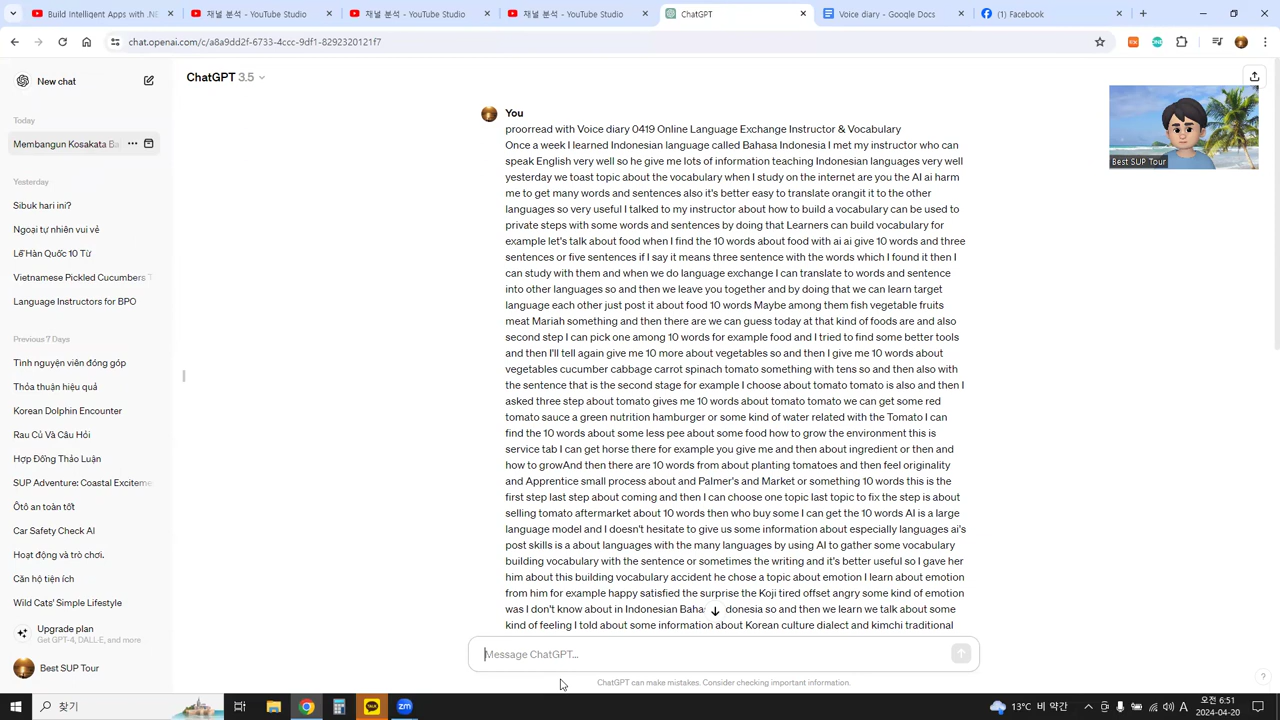 Build Intelligent Apps with .NE
채널 분석 - YouTube Studio
채널 분석 - YouTube Studio
채널 분석 - YouTube Studio
ChatGPT
Voice diary - Google Docs
(1) Facebook
chat.openai.com/c/a8a9dd2f-6733-4ccc-9df1-8292320121f7
New chat
ChatGPT 3.5
Today
Membangun Kosakata Ba
Yesterday
Sibuk hari ini?
Ngoại tự nhiên vui vẻ
Lễ Hàn Quốc 10 Từ
Vietnamese Pickled Cucumbers T
Language Instructors for BPO
Previous 7 Days
Tình nguyện viên đóng góp
Thỏa thuận hiệu quả
Korean Dolphin Encounter
Rau Củ Và Câu Hỏi
Hợp Đồng Thảo Luận
SUP Adventure: Coastal Exciteme
Ôtô an toàn tốt
Car Safety Check AI
Hoạt động và trò chơi.
Căn hộ tiện ích
Wild Cats' Simple Lifestyle
Upgrade plan
Get GPT-4, DALL·E, and more
Best SUP Tour
You
proorread with Voice diary 0419 Online Language Exchange Instructor & Vocabulary
Once a week I learned Indonesian language called Bahasa Indonesia I met my instructor who can
speak English very well so he give me lots of information teaching Indonesian languages very well
yesterday we toast topic about the vocabulary when I study on the internet are you the AI ai harm
me to get many words and sentences also it's better easy to translate orangit it to the other
languages so very useful I talked to my instructor about how to build a vocabulary can be used to
private steps with some words and sentences by doing that Learners can build vocabulary for
example let's talk about food when I find the 10 words about food with ai ai give 10 words and three
sentences or five sentences if I say it means three sentence with the words which I found it then I
can study with them and when we do language exchange I can translate to words and sentence
into other languages so and then we leave you together and by doing that we can learn target
language each other just post it about food 10 words Maybe among them fish vegetable fruits
meat Mariah something and then there are we can guess today at that kind of foods are and also
second step I can pick one among 10 words for example food and I tried to find some better tools
and then I'll tell again give me 10 more about vegetables so and then I give me 10 words about
vegetables cucumber cabbage carrot spinach tomato something with tens so and then also with
the sentence that is the second stage for example I choose about tomato tomato is also and then I
asked three step about tomato gives me 10 words about tomato tomato we can get some red
tomato sauce a green nutrition hamburger or some kind of water related with the Tomato I can
find the 10 words about some less pee about some food how to grow the environment this is
service tab I can get horse there for example you give me and then about ingredient or then and
how to growAnd then there are 10 words from about planting tomatoes and then feel originality
and Apprentice small process about and Palmer's and Market or something 10 words this is the
first step last step about coming and then I can choose one topic last topic to fix the step is about
selling tomato aftermarket about 10 words then who buy some I can get the 10 words AI is a large
language model and I doesn't hesitate to give us some information about especially languages ai's
post skills is a about languages with the many languages by using AI to gather some vocabulary
building vocabulary with the sentence or sometimes the writing and it's better useful so I gave her
him about this building vocabulary accident he chose a topic about emotion I learn about emotion
from him for example happy satisfied the surprise the Koji tired offset angry some kind of emotion
was I don't know about in Indonesian Bahas donesia so and then we learn we talk about some
kind of feeling I told about some information about Korean culture dialect and kimchi traditional
Message ChatGPT...
ChatGPT can make mistakes. Consider checking important information.
?
Best SUP Tour
찾기
13°C 비 약간
A
오전 6:51
2024-04-20